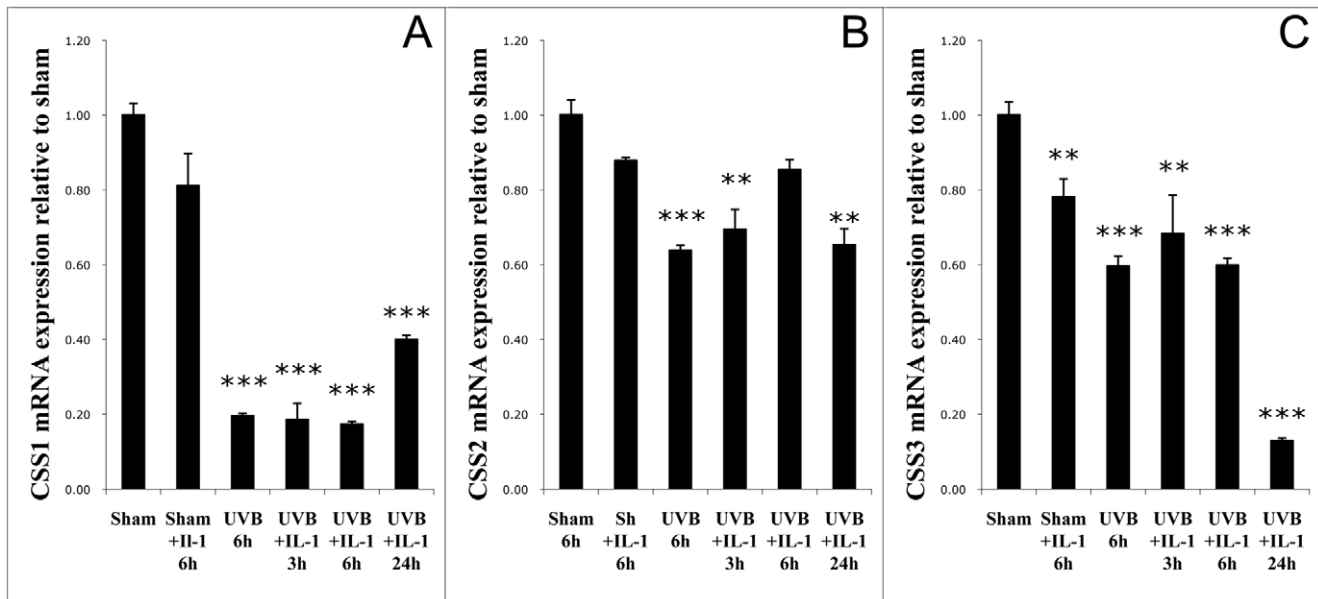 A
CSS1 mRNA expression relative to sham
1.20
1.00
0.80
0.60
0.40
0.20
0.00
***
***
***
***
Sham
Sham
+Il-1
6h
UVB
6h
UVB
+IL-1
3h
UVB
+IL-1
6h
UVB
+IL-1
24h
B
CSS2 mRNA expression relative to sham
1.20
1.00
0.80
0.60
0.40
0.20
0.00
***
**
**
Sham
6h
Sh
+IL-1
6h
UVB
6h
UVB
+IL-1
3h
UVB
+IL-1
6h
UVB
+IL-1
24h
C
CSS3 mRNA expression relative to sham
1.20
1.00
0.80
0.60
0.40
0.20
0.00
**
***
**
***
***
Sham
Sham
+IL-1
6h
UVB
6h
UVB
+IL-1
3h
UVB
+IL-1
6h
UVB
+IL-1
24h